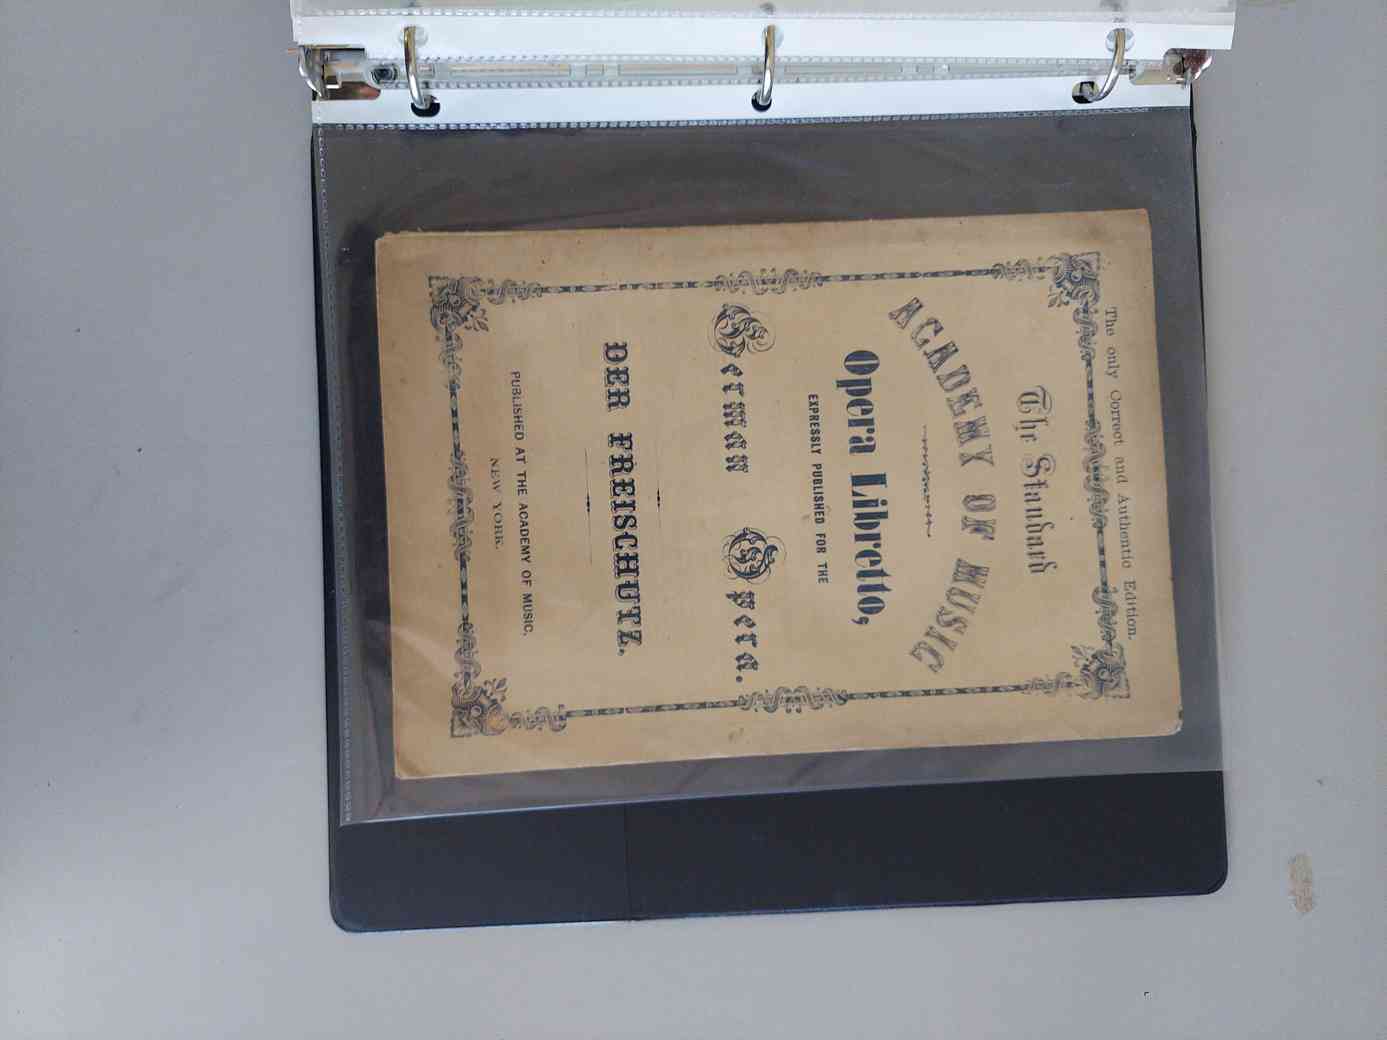 The only Correct and Authentic Edition.
The Standard
ACADEMY OF MUSIC
Opera Libretto,
EXPRESSLY PUBLISHED FOR THE
German Opera.
DER FREISCHUTZ.
PUBLISHED AT THE ACADEMY OF MUSIC,
NEW YORK.